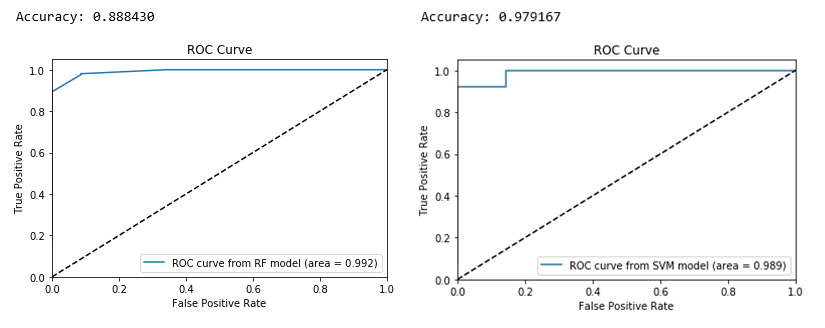 Accuracy: 0.888430
ROC Curve
True Positive Rate
1.0
0.8
0.6
0.4
0.2
0.0
ROC curve from RF model (area = 0.992)
0.0 0.2 0.4 0.6 0.8 1.0
False Positive Rate
Accuracy: 0.979167
ROC Curve
True Positive Rate
1.0
0.8
0.6
0.4
0.2
0.0
ROC curve from SVM model (area = 0.989)
0.0 0.2 0.4 0.6 0.8 1.0
False Positive Rate